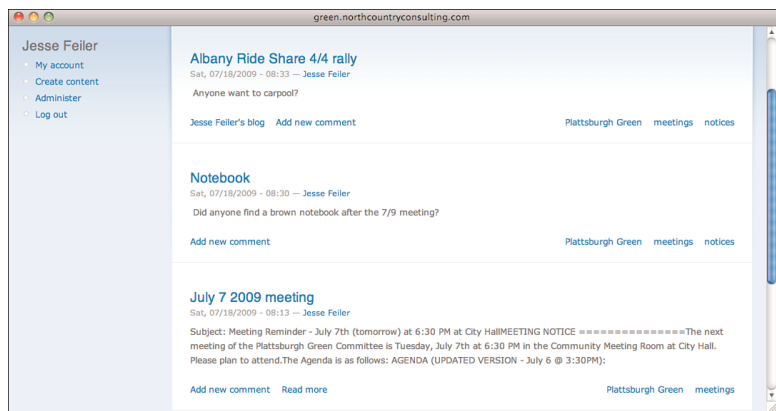 green.northcountryconsulting.com
Jesse Feiler
My account
Create content
Administer
Log out
Albany Ride Share 4/4 rally
Sat, 07/18/2009 - 08:33 — Jesse Feiler
Anyone want to carpool?
Jesse Feiler's blog Add new comment Plattsburgh Green meetings notices
Notebook
Sat, 07/18/2009 - 08:30 — Jesse Feiler
Did anyone find a brown notebook after the 7/9 meeting?
Add new comment Plattsburgh Green meetings notices
July 7 2009 meeting
Sat, 07/18/2009 - 08:13 — Jesse Feiler
Subject: Meeting Reminder - July 7th (tomorrow) at 6:30 PM at City HallMEETING NOTICE ===============The next
meeting of the Plattsburgh Green Committee is Tuesday, July 7th at 6:30 PM in the Community Meeting Room at City Hall.
Please plan to attend.The Agenda is as follows: AGENDA (UPDATED VERSION - July 6 @ 3:30PM):
Add new comment Read more Plattsburgh Green meetings